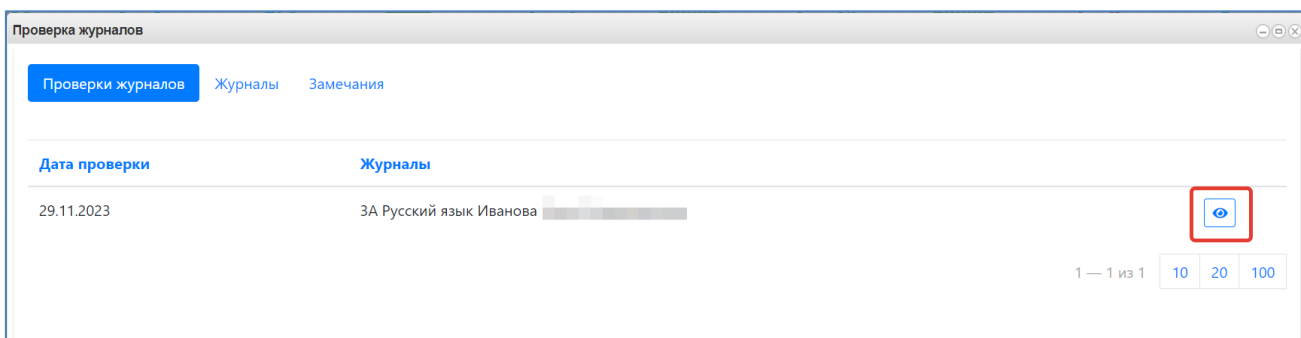 Проверка журналов
Проверки журналов Журналы Замечания
Дата проверки Журналы
29.11.2023 3А Русский язык Иванова
1 — 1 из 1 10 20 100